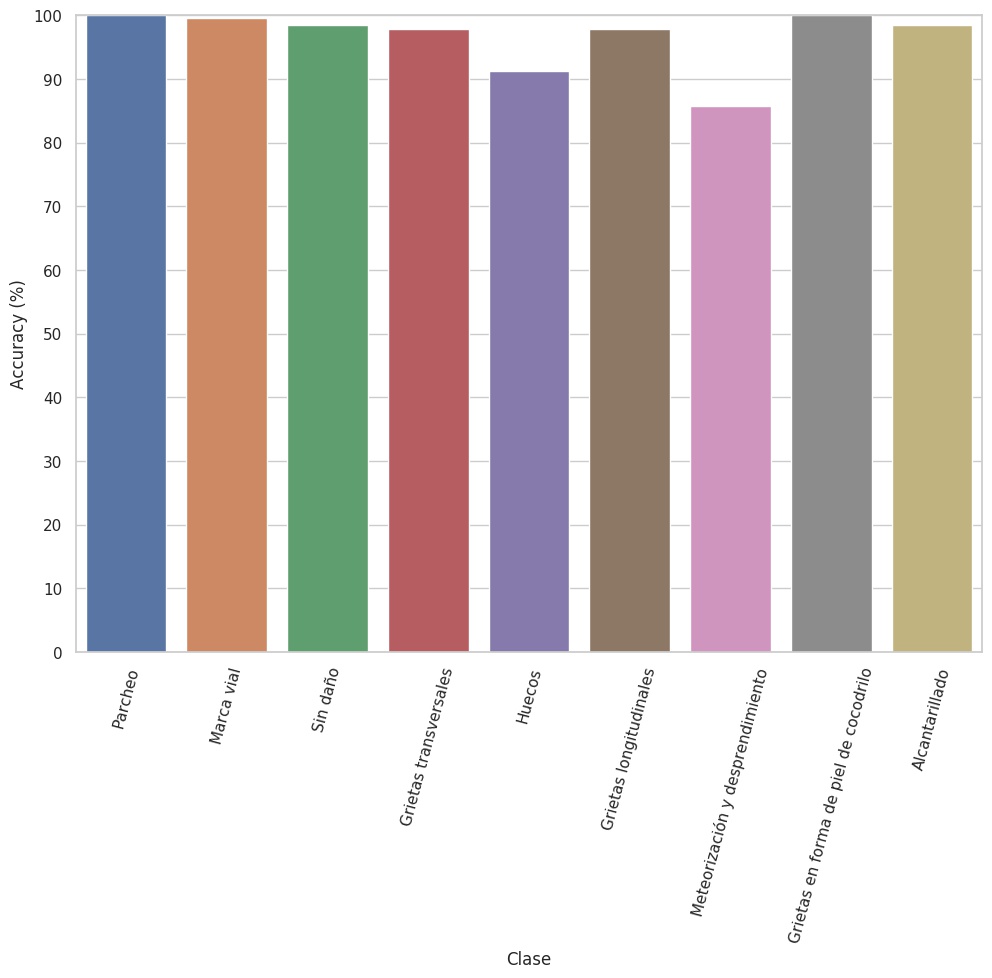 100
90
80
70
60
50
40
30
20
10
0
Accuracy (%)
Parcheo
Marca vial
Sin daño
Grietas transversales
Huecos
Grietas longitudinales
Meteorización y desprendimiento
Grietas en forma de piel de cocodrilo
Alcantarillado
Clase